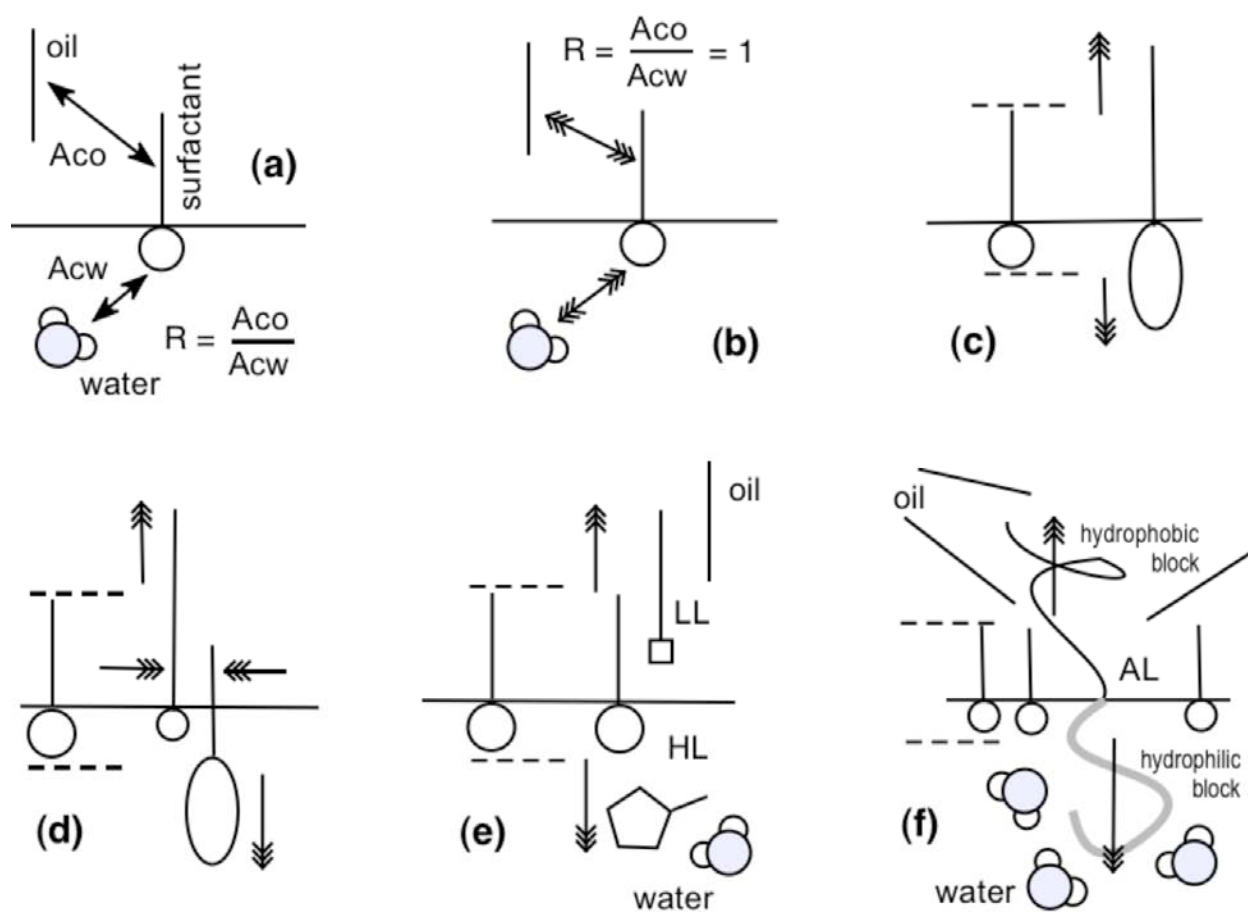 oil
Aco
surfactant
(a)
Acw
R = Aco
Acw
water
R = Aco = 1
Acw
(b)
(c)
(d)
oil
LL
HL
(e)
water
oil
hydrophobic
block
AL
hydrophilic
block
(f)
water